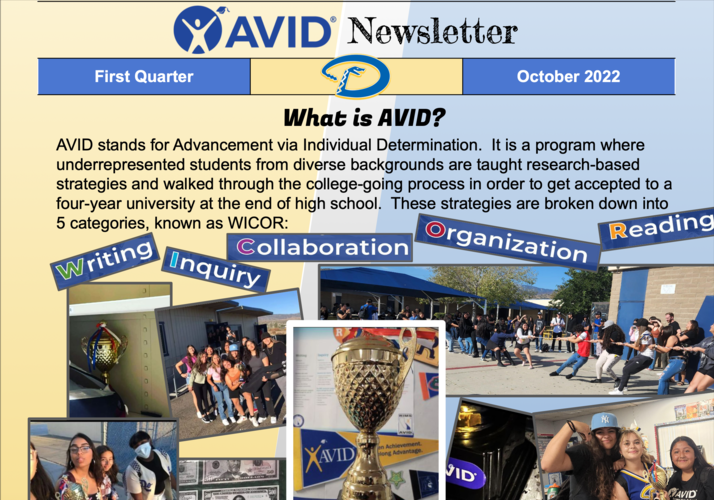 AVID® Newsletter
First Quarter
D
October 2022
What is AVID?
AVID stands for Advancement via Individual Determination. It is a program where
underrepresented students from diverse backgrounds are taught research-based
strategies and walked through the college-going process in order to get accepted to a
four-year university at the end of high school. These strategies are broken down into
5 categories, known as WICOR:
Writing
Inquiry
Collaboration
Organization
Reading
Achievement.
Advantage.
AVID
VID
AVID